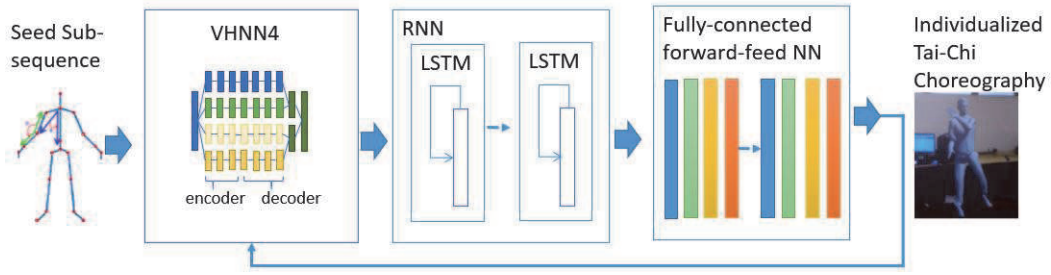 Seed Sub-
sequence
VHNN4
encoder
decoder
RNN
LSTM
LSTM
Fully-connected
forward-feed NN
Individualized
Tai-Chi
Choreography